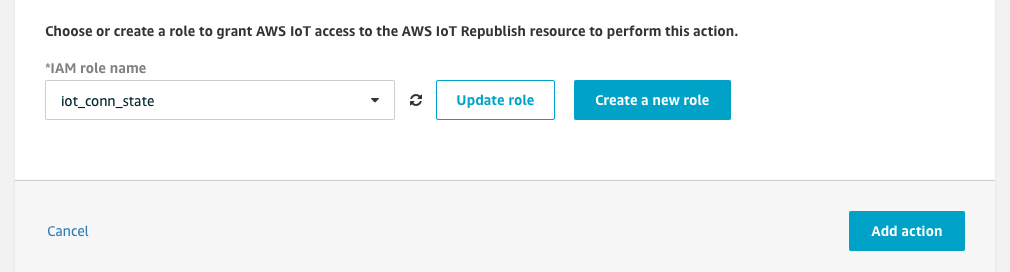 Choose or create a role to grant AWS IoT access to the AWS IoT Republish resource to perform this action.
*IAM role name
iot_conn_state
Update role
Create a new role
Cancel
Add action